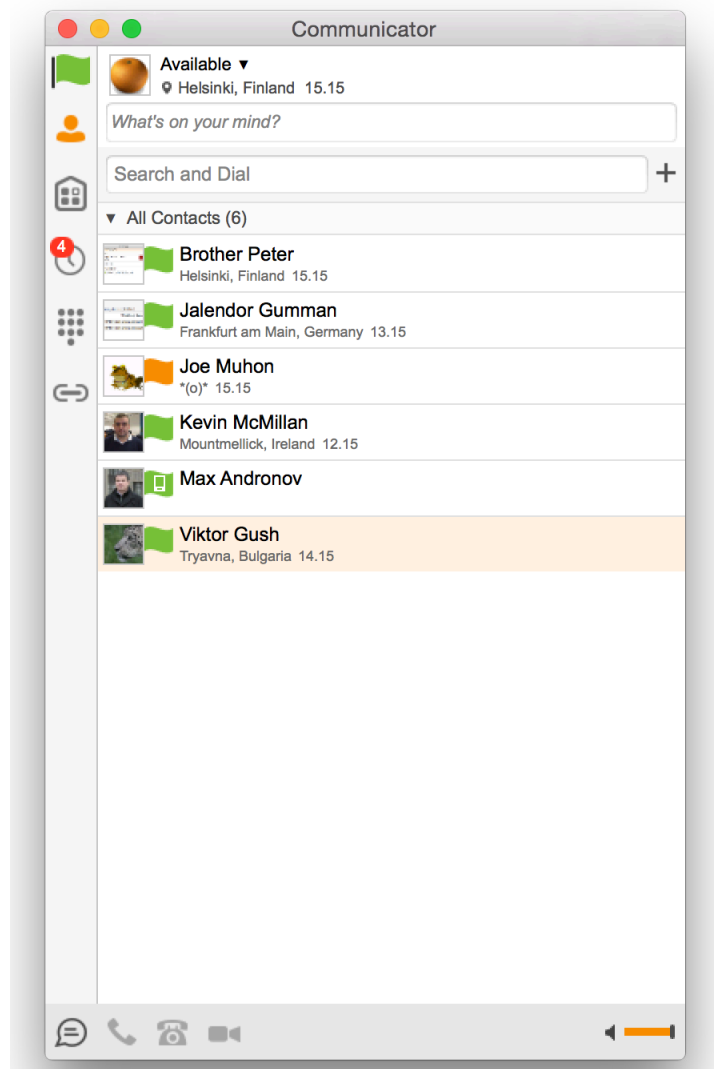 Communicator
Available ▼
Helsinki, Finland 15.15
What's on your mind?
Search and Dial
▼ All Contacts (6)
Brother Peter
Helsinki, Finland 15.15
Jalendor Gumman
Frankfurt am Main, Germany 13.15
Joe Muhon
*(o)* 15.15
4
Kevin McMillan
Mountmellick, Ireland 12.15
Max Andronov
Viktor Gush
Tryavna, Bulgaria 14.15